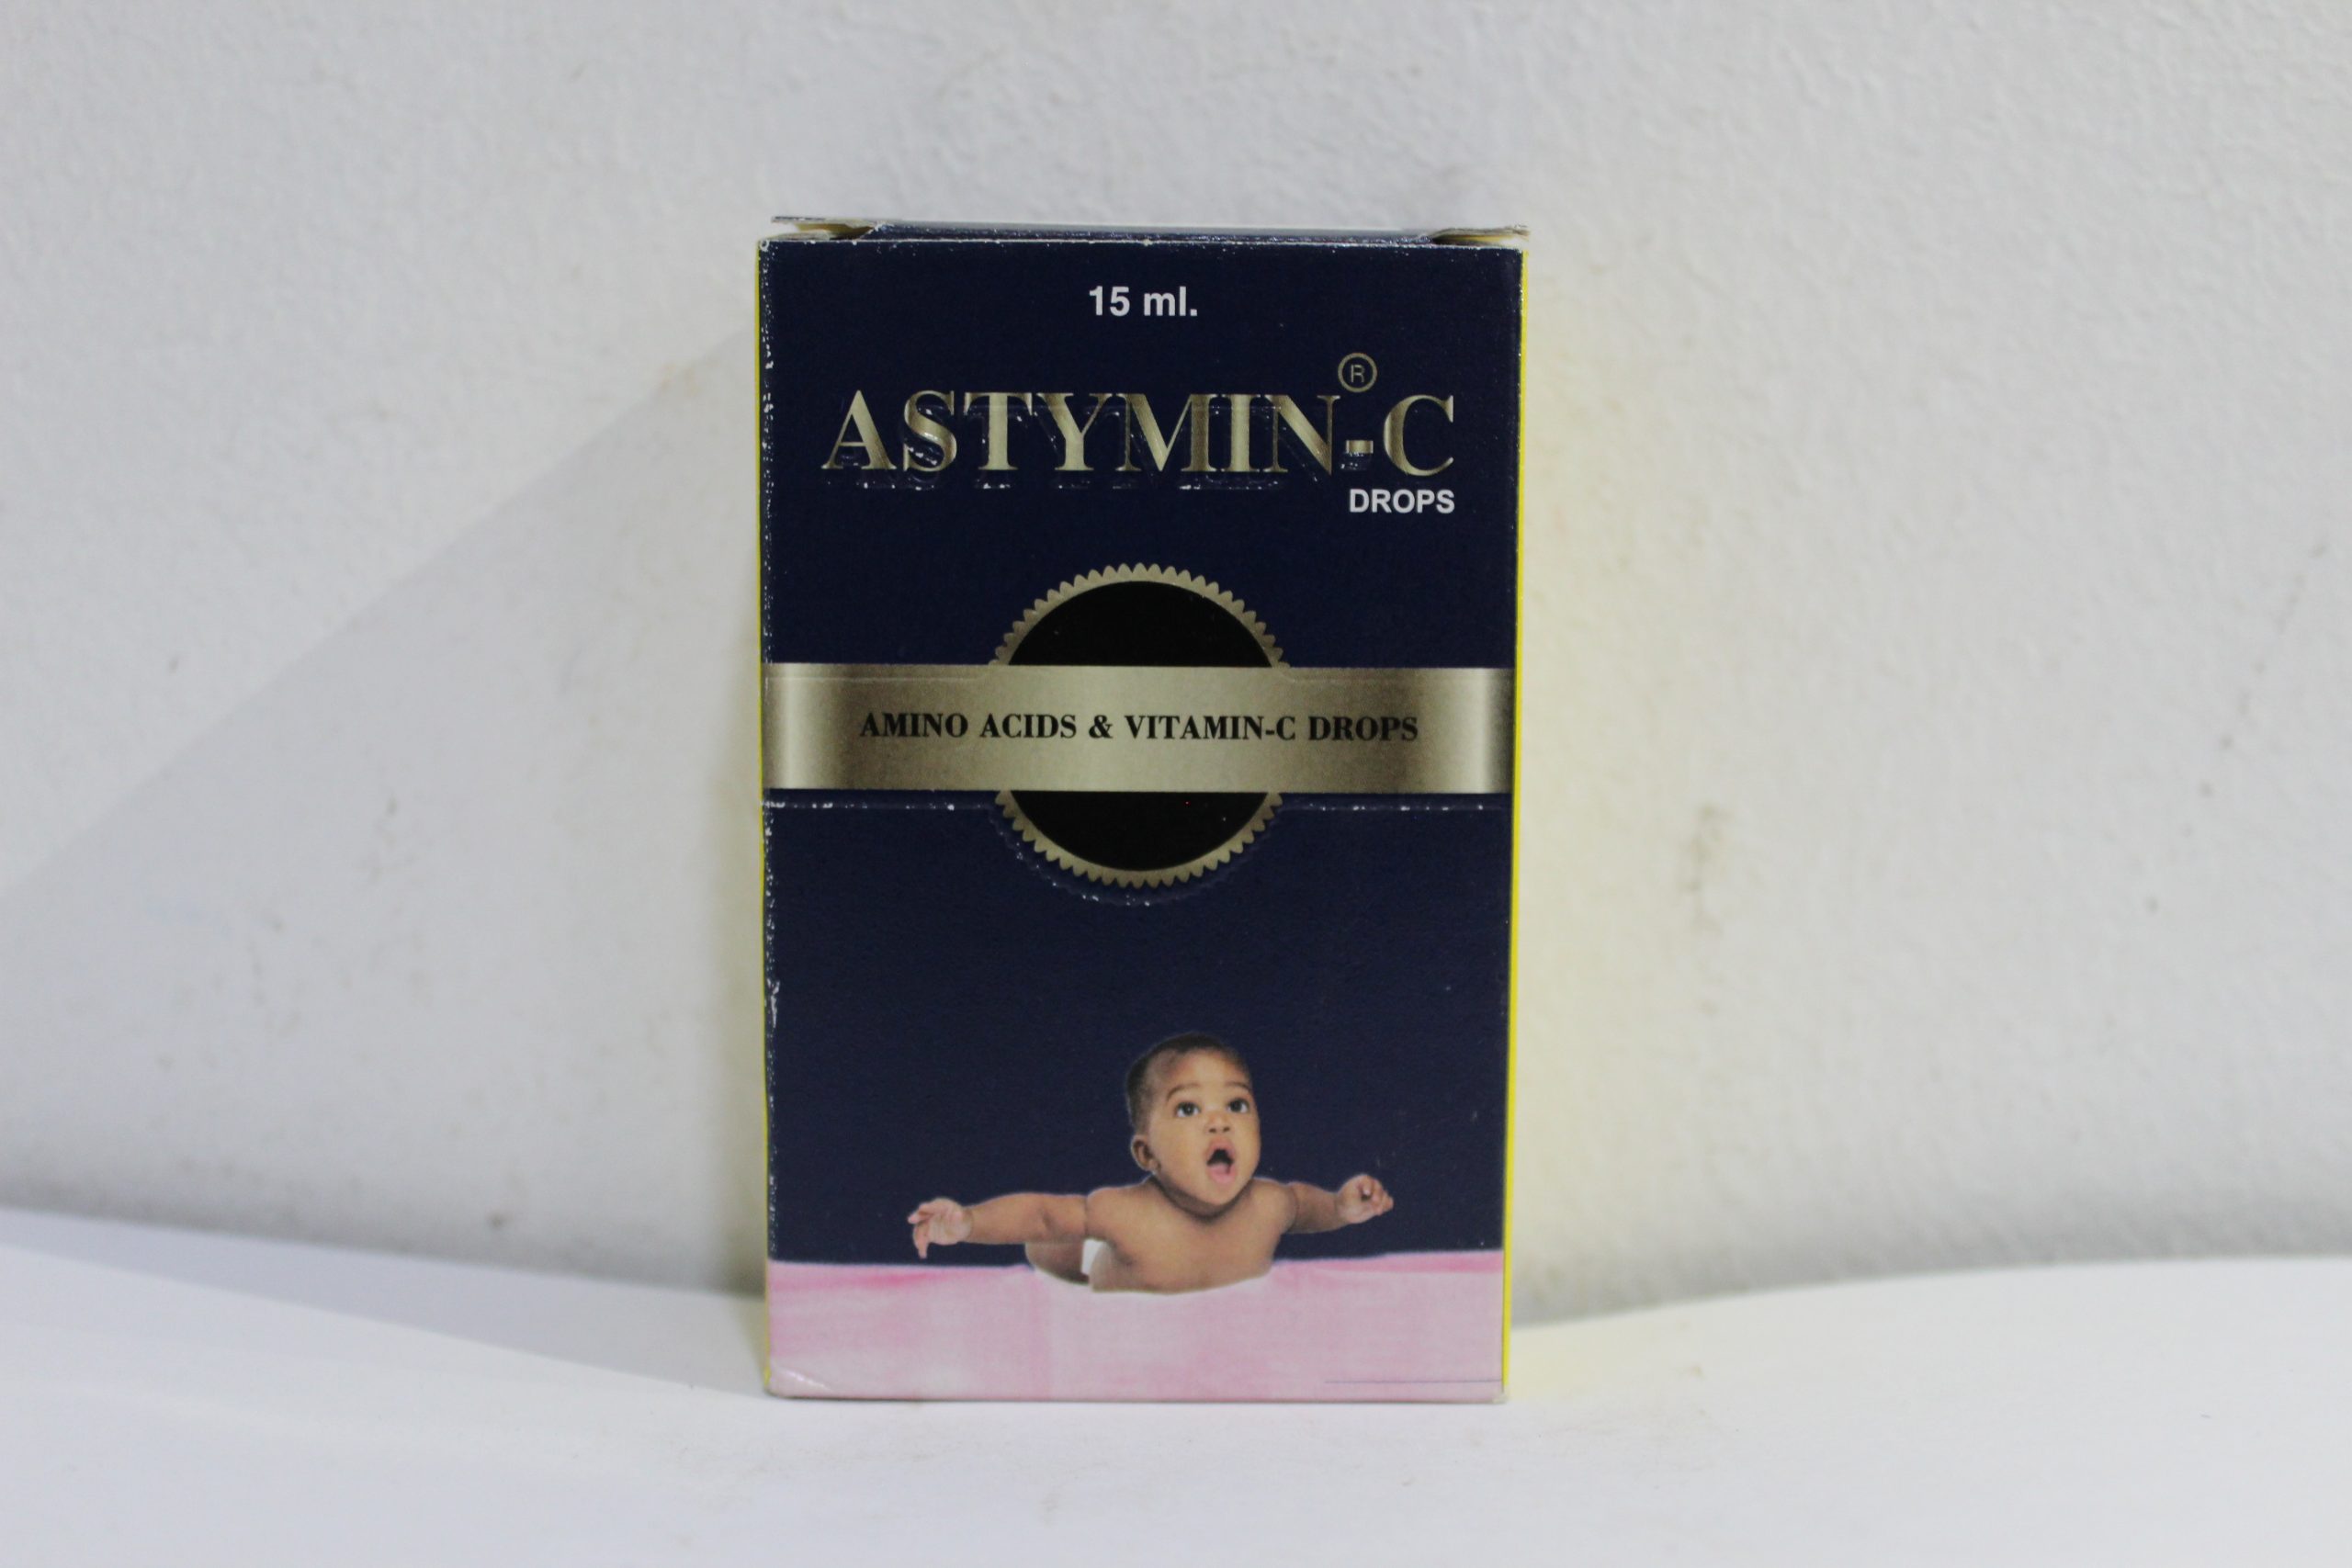 15 ml.
ASTYMIN®-C
DROPS
AMINO ACIDS & VITAMIN-C DROPS